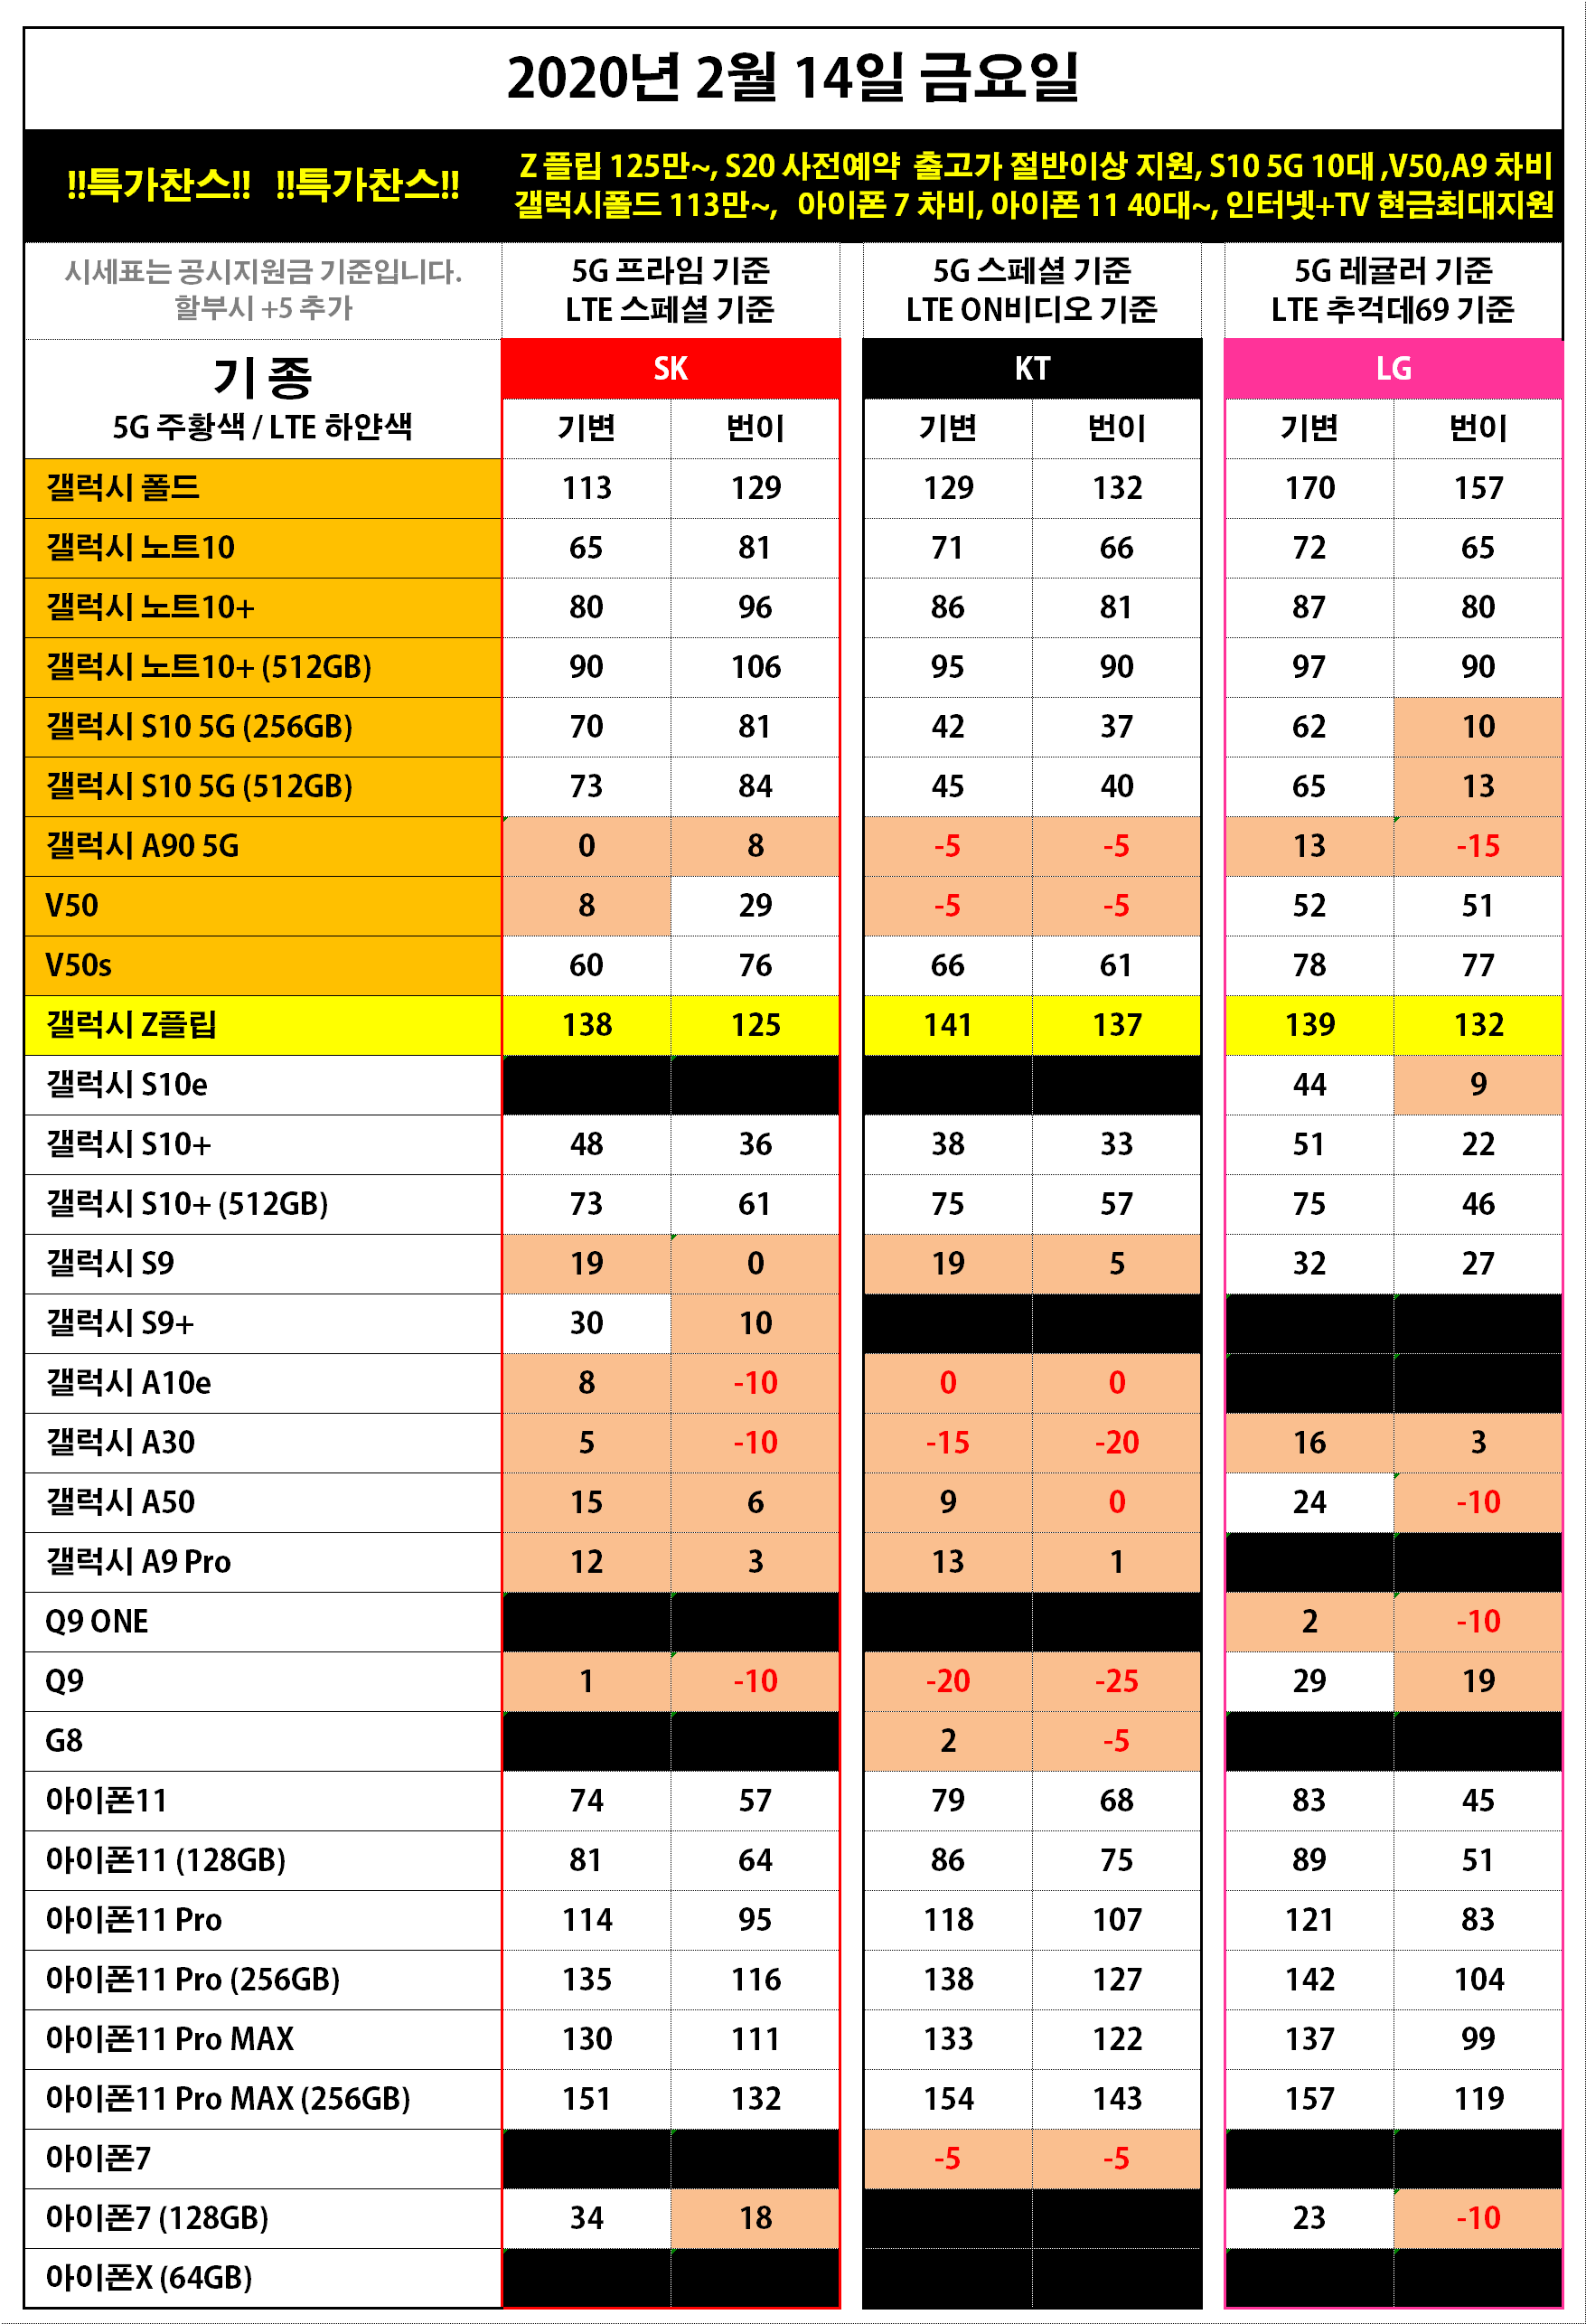 2020년 2월 14일 금요일
!!특가찬스!! !!특가찬스!!
Z 플립 125만~, S20 사전예약 출고가 절반이상 지원, S10 5G 10대 ,V50,A9 차비
갤럭시폴드 113만~, 아이폰 7 차비, 아이폰 11 40대~, 인터넷+TV 현금최대지원
시세표는 공시지원금 기준입니다.
할부시 +5 추가
5G 프라임 기준
LTE 스페셜 기준
5G 스페셜 기준
LTE ON비디오 기준
5G 레귤러 기준
LTE 추걱데69 기준
기 종
5G 주황색 / LTE 하얀색
SK KT LG
기변 번이 기변 번이 기변 번이
갤럭시 폴드 113 129 129 132 170 157
갤럭시 노트10 65 81 71 66 72 65
갤럭시 노트10+ 80 96 86 81 87 80
갤럭시 노트10+ (512GB) 90 106 95 90 97 90
갤럭시 S10 5G (256GB) 70 81 42 37 62 10
갤럭시 S10 5G (512GB) 73 84 45 40 65 13
갤럭시 A90 5G 0 8 -5 -5 13 -15
V50 8 29 -5 -5 52 51
V50s 60 76 66 61 78 77
갤럭시 Z플립 138 125 141 137 139 132
갤럭시 S10e 44 9
갤럭시 S10+ 48 36 38 33 51 22
갤럭시 S10+ (512GB) 73 61 75 57 75 46
갤럭시 S9 19 0 19 5 32 27
갤럭시 S9+ 30 10
갤럭시 A10e 8 -10 0 0
갤럭시 A30 5 -10 -15 -20 16 3
갤럭시 A50 15 6 9 0 24 -10
갤럭시 A9 Pro 12 3 13 1
Q9 ONE 2 -10
Q9 1 -10 -20 -25 29 19
G8 2 -5
아이폰11 74 57 79 68 83 45
아이폰11 (128GB) 81 64 86 75 89 51
아이폰11 Pro 114 95 118 107 121 83
아이폰11 Pro (256GB) 135 116 138 127 142 104
아이폰11 Pro MAX 130 111 133 122 137 99
아이폰11 Pro MAX (256GB) 151 132 154 143 157 119
아이폰7 -5 -5
아이폰7 (128GB) 34 18 23 -10
아이폰X (64GB)